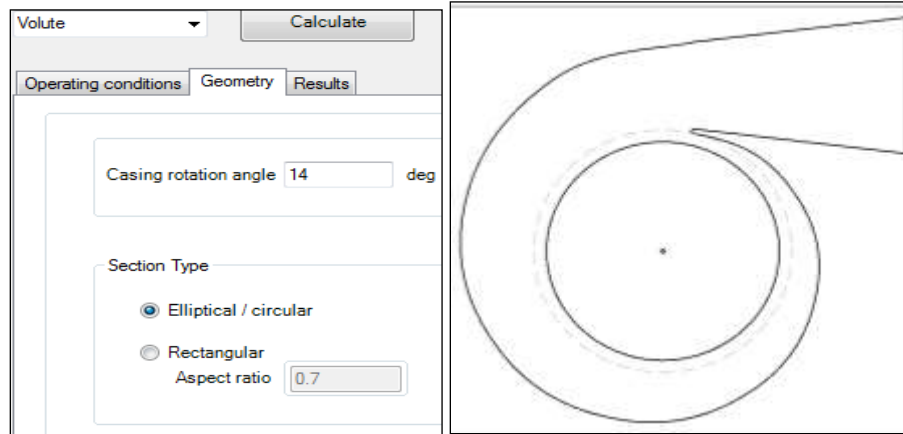 Volute
Calculate
Operating conditions Geometry Results
Casing rotation angle 14 deg
Section Type
Elliptical / circular
Rectangular
Aspect ratio 0.7